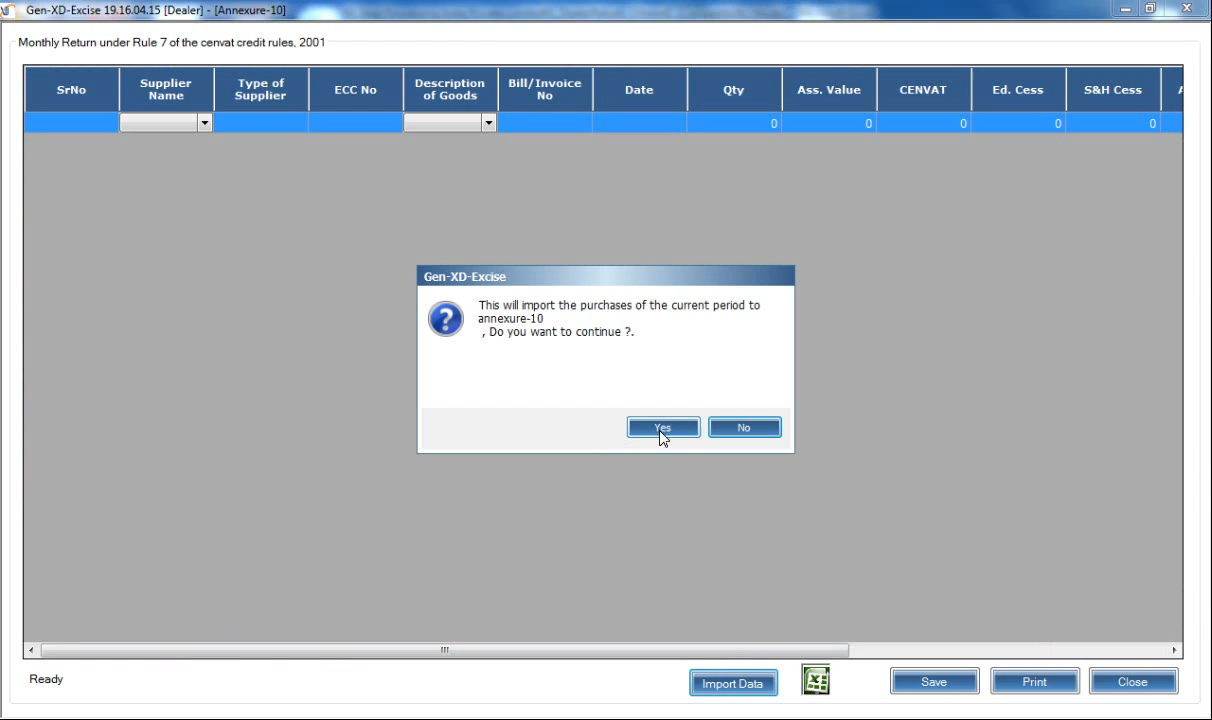 Gen-XD-Excise 19.16.04.15 [Dealer] - [Annexure-10]
Monthly Return under Rule 7 of the cenvat credit rules, 2001
SrNo Supplier Name Type of Supplier ECC No Description of Goods Bill/Invoice No Date Qty Ass. Value CENVAT Ed. Cess S&H Cess
0 0 0 0 0
Gen-XD-Excise
This will import the purchases of the current period to
annexure-10
, Do you want to continue ?.
Yes No
Ready Import Data Save Print Close